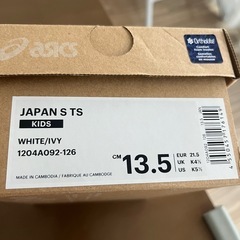 asics
Ortholite
JAPAN S TS
KIDS
WHITE/IVY
1204A092-126
CM 13.5
EUR 21.5
UK K4½
US K5½
MADE IN CAMBODIA / FABRIQUÉ AU CAMBODGE